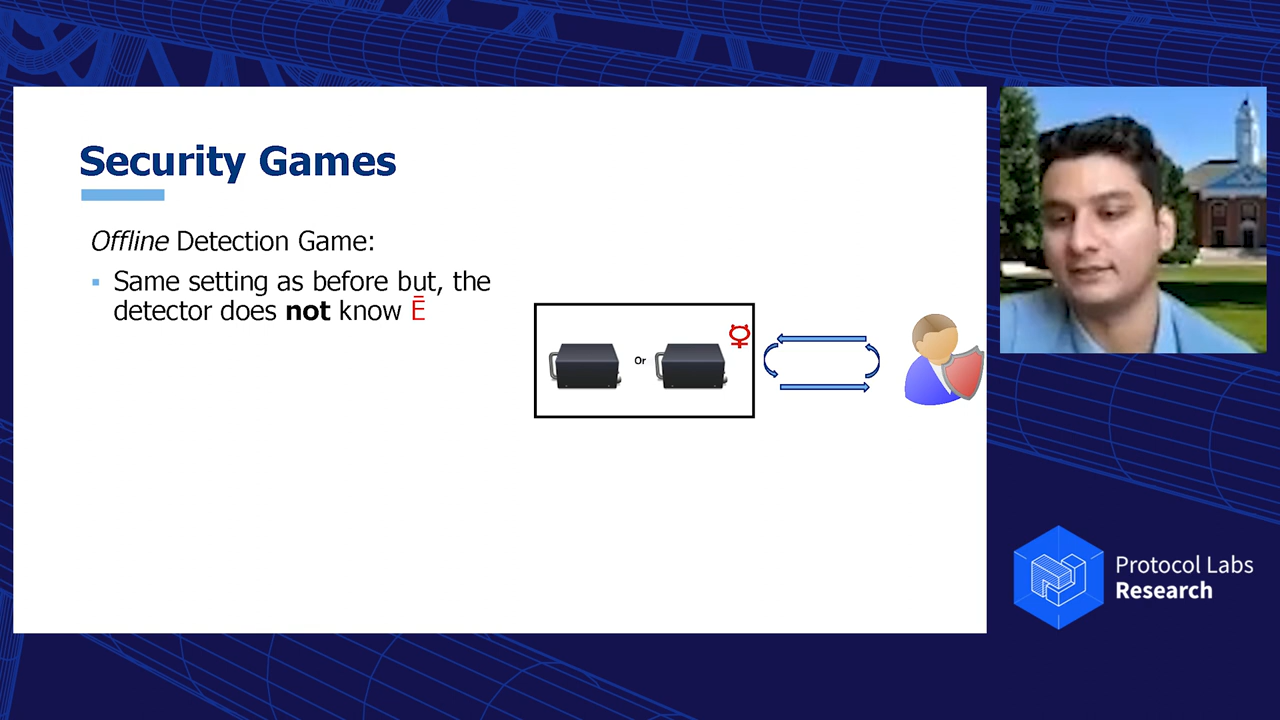 Security Games
Offline Detection Game:
Same setting as before but, the
detector does not know Ē
Or
Protocol Labs
Research